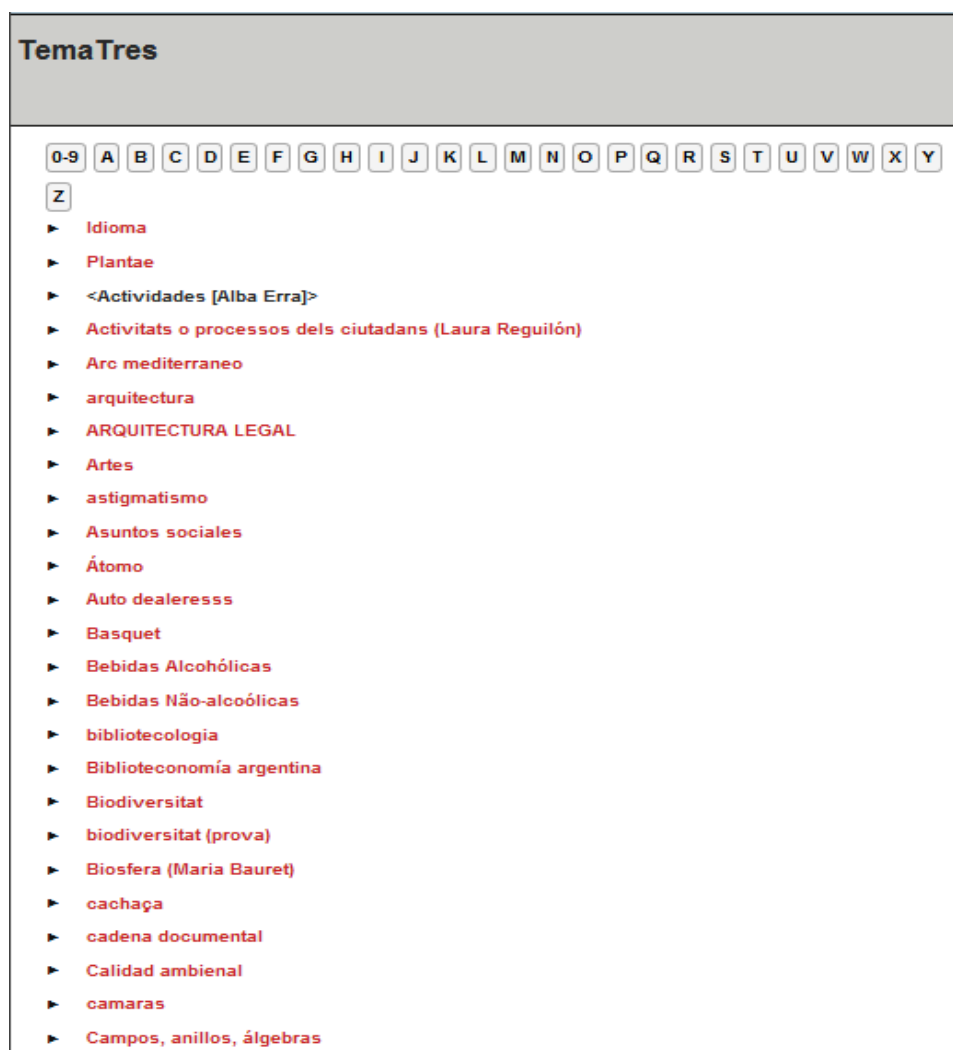 TemaTres
0-9 A B C D E F G H I J K L M N O P Q R S T U V W X Y
Z
Idioma
Plantae
<Actividades [Alba Erra]>
Activitats o processos dels ciutadans (Laura Reguilón)
Arc mediterraneo
arquitectura
ARQUITECTURA LEGAL
Artes
astigmatismo
Asuntos sociales
Átomo
Auto dealeresss
Basquet
Bebidas Alcohólicas
Bebidas Não-alcoólicas
bibliotecologia
Biblioteconomía argentina
Biodiversitat
biodiversitat (prova)
Biosfera (Maria Bauret)
cachaça
cadena documental
Calidad ambienal
camaras
Campos, anillos, álgebras